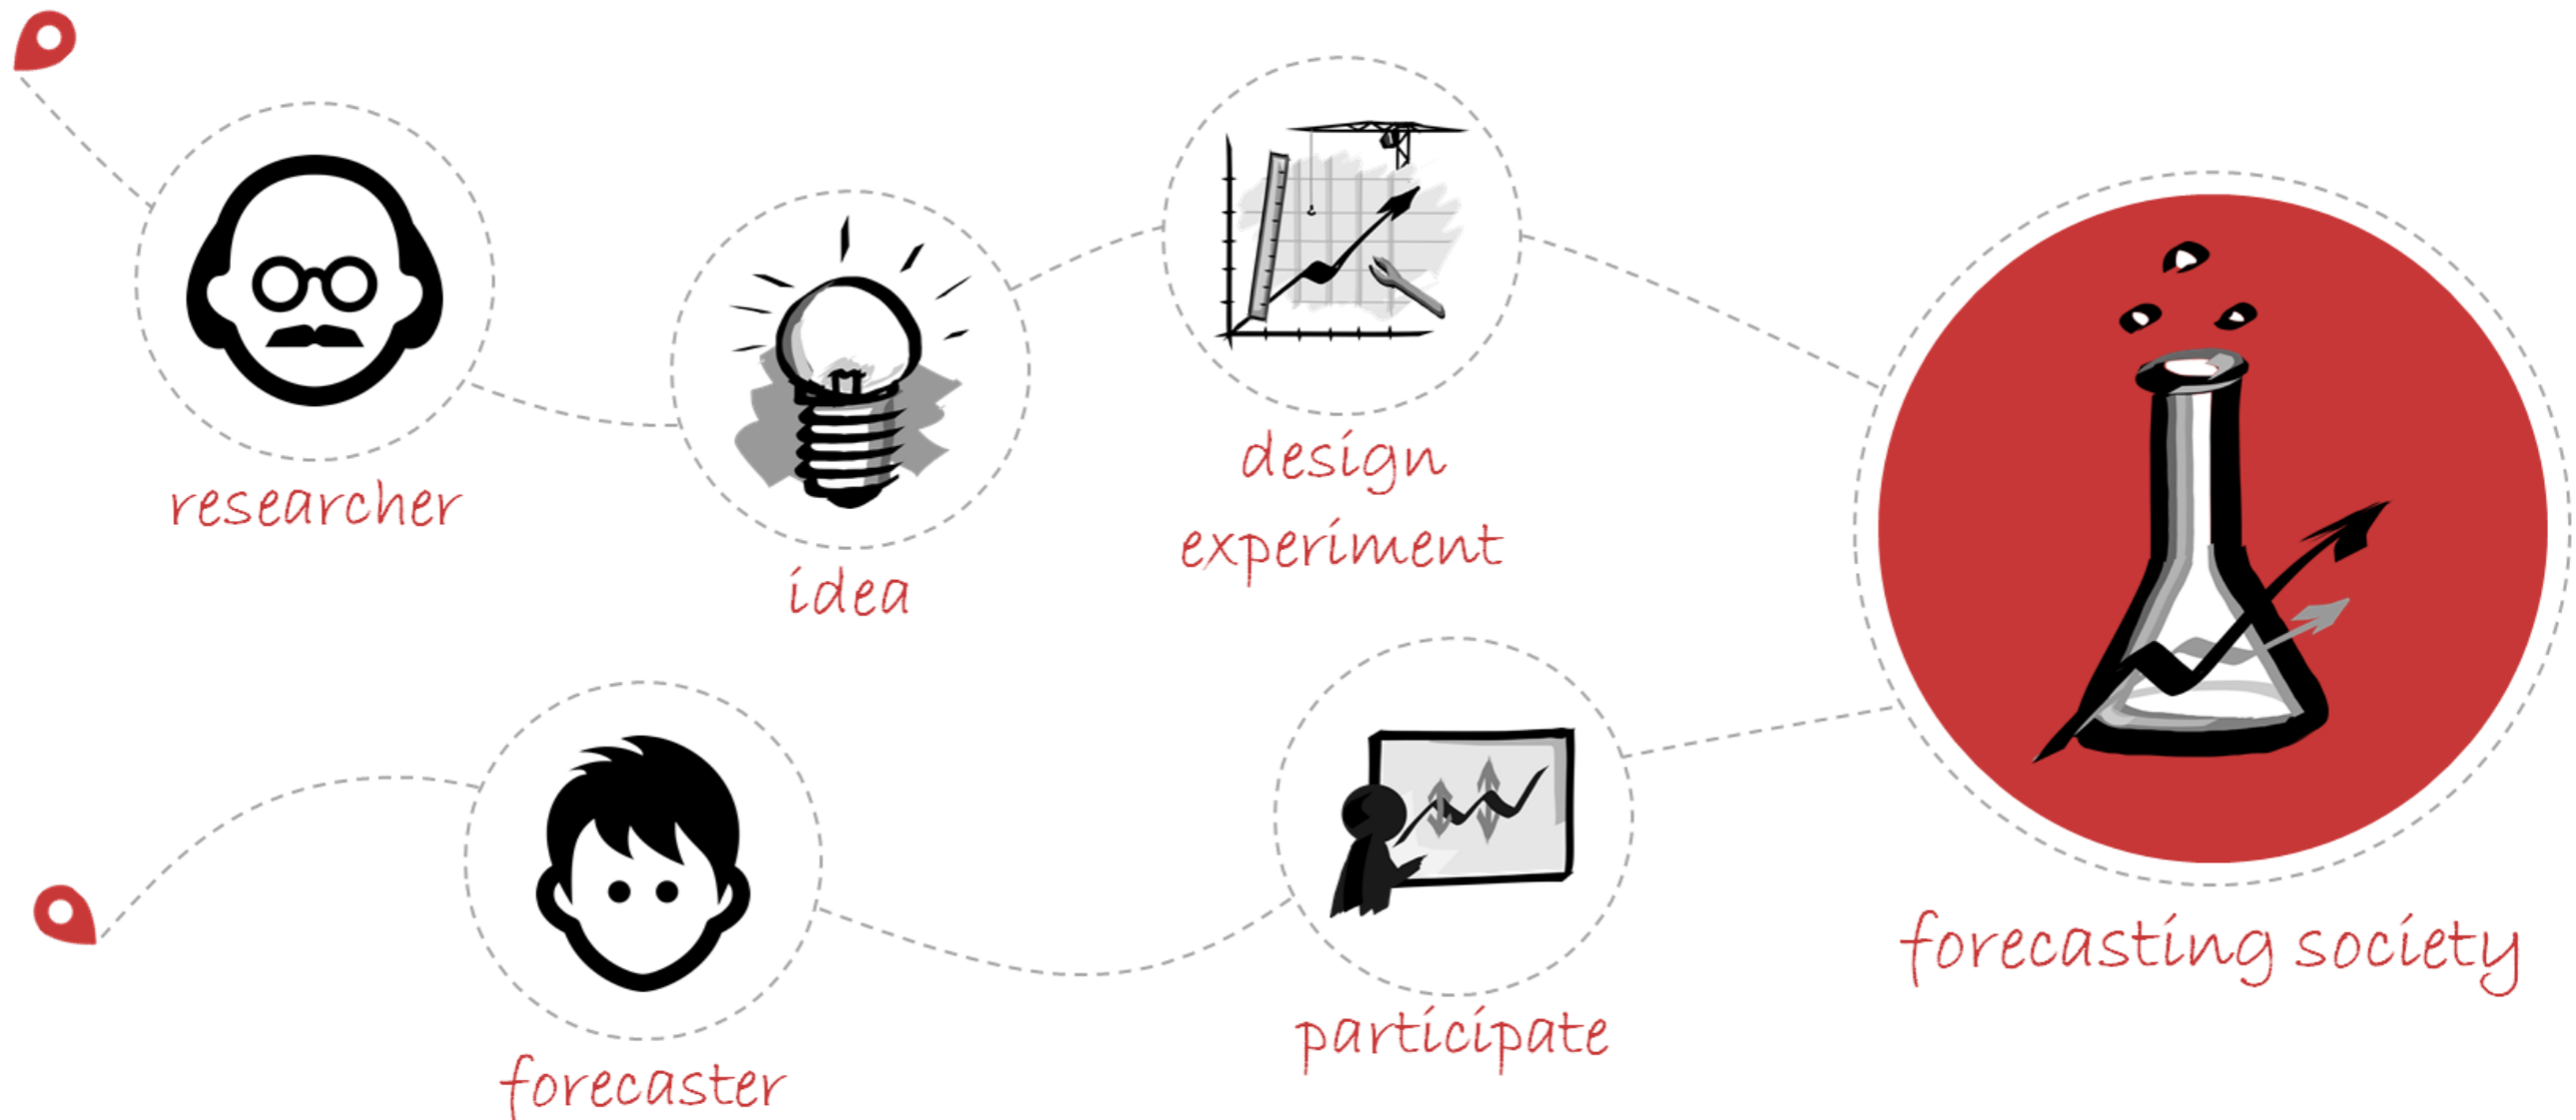 researcher
idea
design
experiment
forecaster
participate
forecasting society